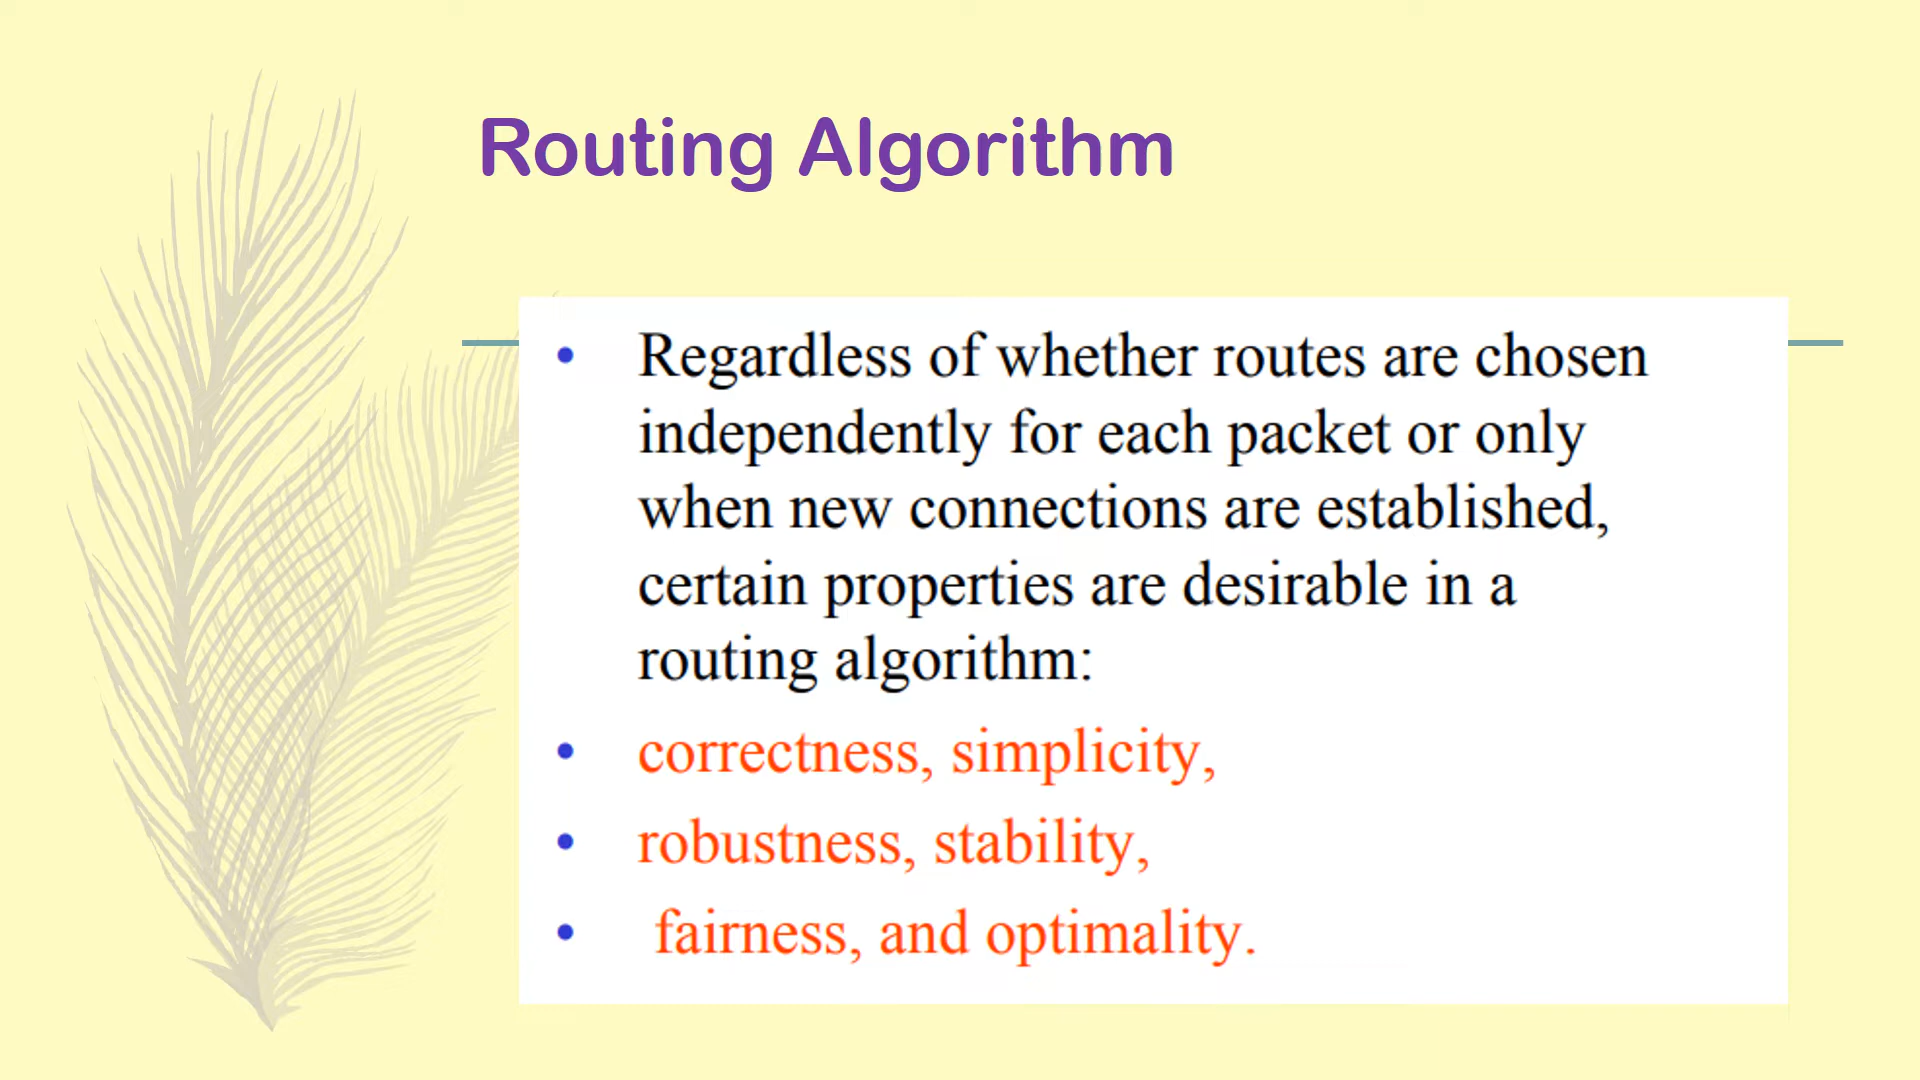 Routing Algorithm
• Regardless of whether routes are chosen
independently for each packet or only
when new connections are established,
certain properties are desirable in a
routing algorithm:
• correctness, simplicity,
• robustness, stability,
• fairness, and optimality.